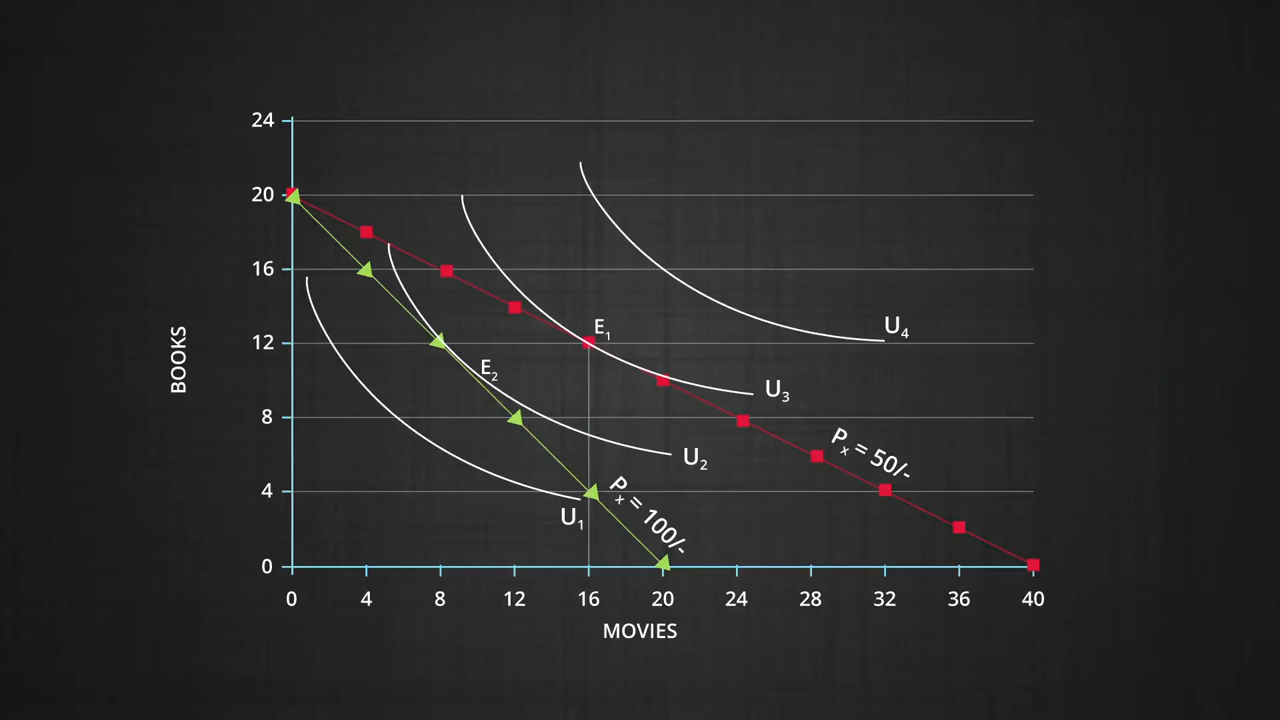 24
20
16
12
8
4
0
BOOKS
E₁
E₂
U₄
U₃
U₂
U₁
Pₓ = 50/-
Pₓ = 100/-
0 4 8 12 16 20 24 28 32 36 40
MOVIES